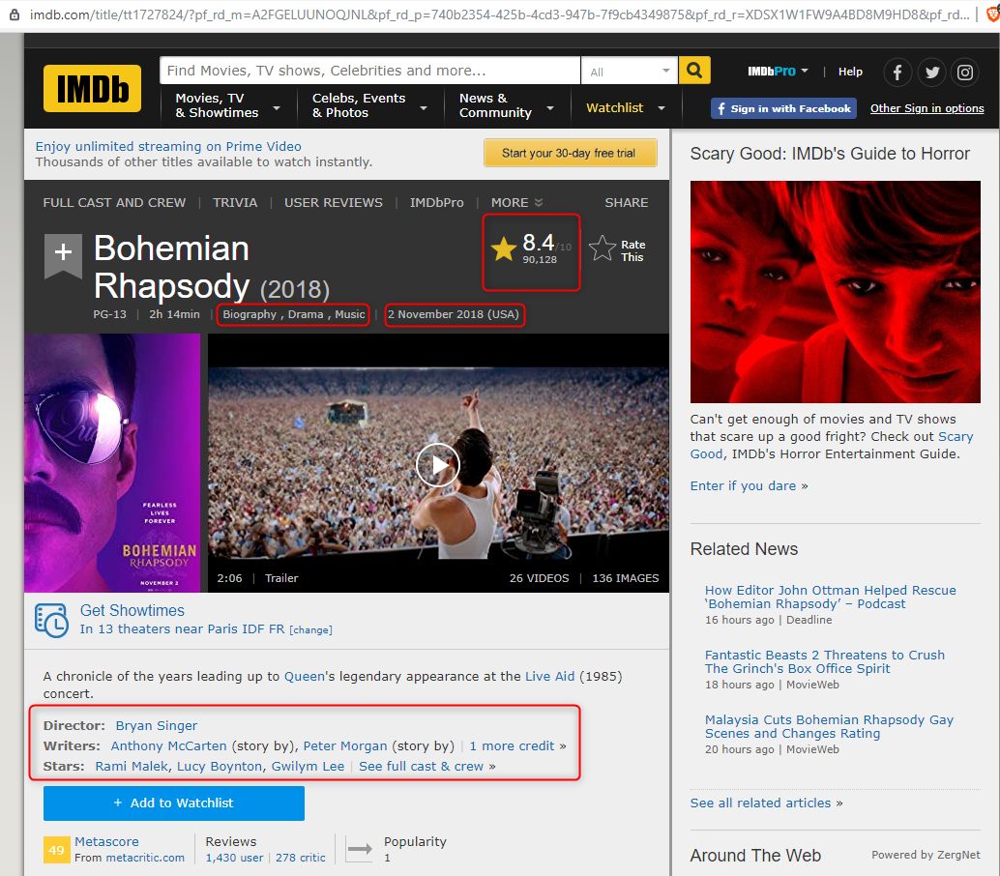 imdb.com/title/tt1727824/?pf_rd_m=A2FGELUUNOQJNL&pf_rd_p=740b2354-425b-4cd3-947b-7f9cb4349875&pf_rd_r=XDSX1W1FW9A4BD8M9HD8&pf_rd...
IMDb
Find Movies, TV shows, Celebrities and more...
All
IMDbPro
|
Help
Movies, TV
& Showtimes
Celebs, Events
& Photos
News &
Community
Watchlist
f Sign in with Facebook
Other Sign in options
Enjoy unlimited streaming on Prime Video
Thousands of other titles available to watch instantly.
Start your 30-day free trial
FULL CAST AND CREW | TRIVIA | USER REVIEWS | IMDbPro | MORE
SHARE
+
Bohemian
Rhapsody (2018)
8.4/10
90,128
Rate
This
PG-13 | 2h 14min | Biography , Drama , Music | 2 November 2018 (USA)
Queen
FEARLESS
LIVES
FOREVER
BOHEMIAN
RHAPSODY
NOVEMBER 2
2:06 | Trailer
26 VIDEOS | 136 IMAGES
Get Showtimes
In 13 theaters near Paris IDF FR [change]
A chronicle of the years leading up to Queen's legendary appearance at the Live Aid (1985)
concert.
Director: Bryan Singer
Writers: Anthony McCarten (story by), Peter Morgan (story by) | 1 more credit »
Stars: Rami Malek, Lucy Boynton, Gwilym Lee | See full cast & crew »
+ Add to Watchlist
49
Metascore
From metacritic.com
Reviews
1,430 user | 278 critic
Popularity
1
Scary Good: IMDb's Guide to Horror
Can't get enough of movies and TV shows
that scare up a good fright? Check out Scary
Good, IMDb's Horror Entertainment Guide.
Enter if you dare »
Related News
How Editor John Ottman Helped Rescue
‘Bohemian Rhapsody’ – Podcast
16 hours ago | Deadline
Fantastic Beasts 2 Threatens to Crush
The Grinch's Box Office Spirit
18 hours ago | MovieWeb
Malaysia Cuts Bohemian Rhapsody Gay
Scenes and Changes Rating
20 hours ago | MovieWeb
See all related articles »
Around The Web
Powered by ZergNet